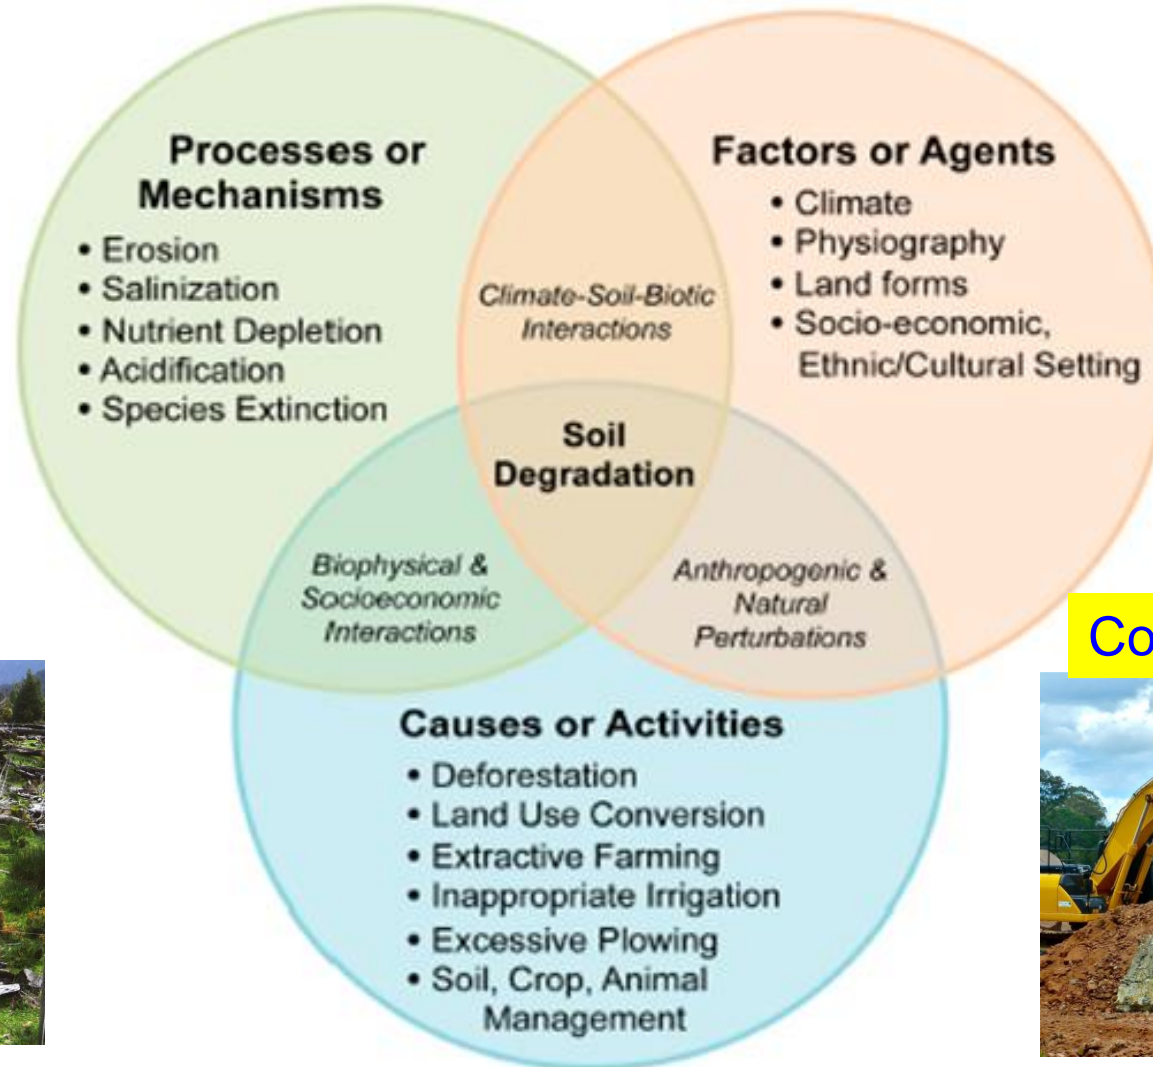 Processes or
Mechanisms
• Erosion
• Salinization
• Nutrient Depletion
• Acidification
• Species Extinction
Factors or Agents
• Climate
• Physiography
• Land forms
• Socio-economic,
Ethnic/Cultural Setting
Climate-Soil-Biotic
Interactions
Soil
Degradation
Biophysical &
Socioeconomic
Interactions
Anthropogenic &
Natural
Perturbations
Causes or Activities
• Deforestation
• Land Use Conversion
• Extractive Farming
• Inappropriate Irrigation
• Excessive Plowing
• Soil, Crop, Animal
Management
Co